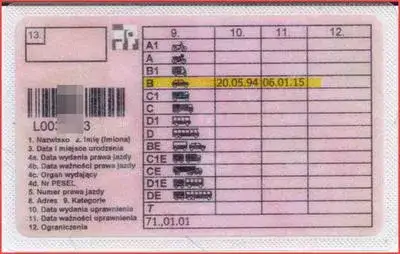 13.
9. 10. 11. 12.
A1
A
B1
B 20.05.94 06.01.15
C1
C
D1
D
BE
C1E
CE
D1E
DE
T
71.,01.01
L00 3
1. Nazwisko 2. Imię (Imiona)
3. Data i miejsce urodzenia
4a. Data wydania prawa jazdy
4b. Data ważności prawa jazdy
4c. Organ wydający
4d. Nr PESEL
5. Numer prawa jazdy
8. Adres 9. Kategorie
10. Data wydania uprawnienia
11. Data ważności uprawnienia
12. Ograniczenia